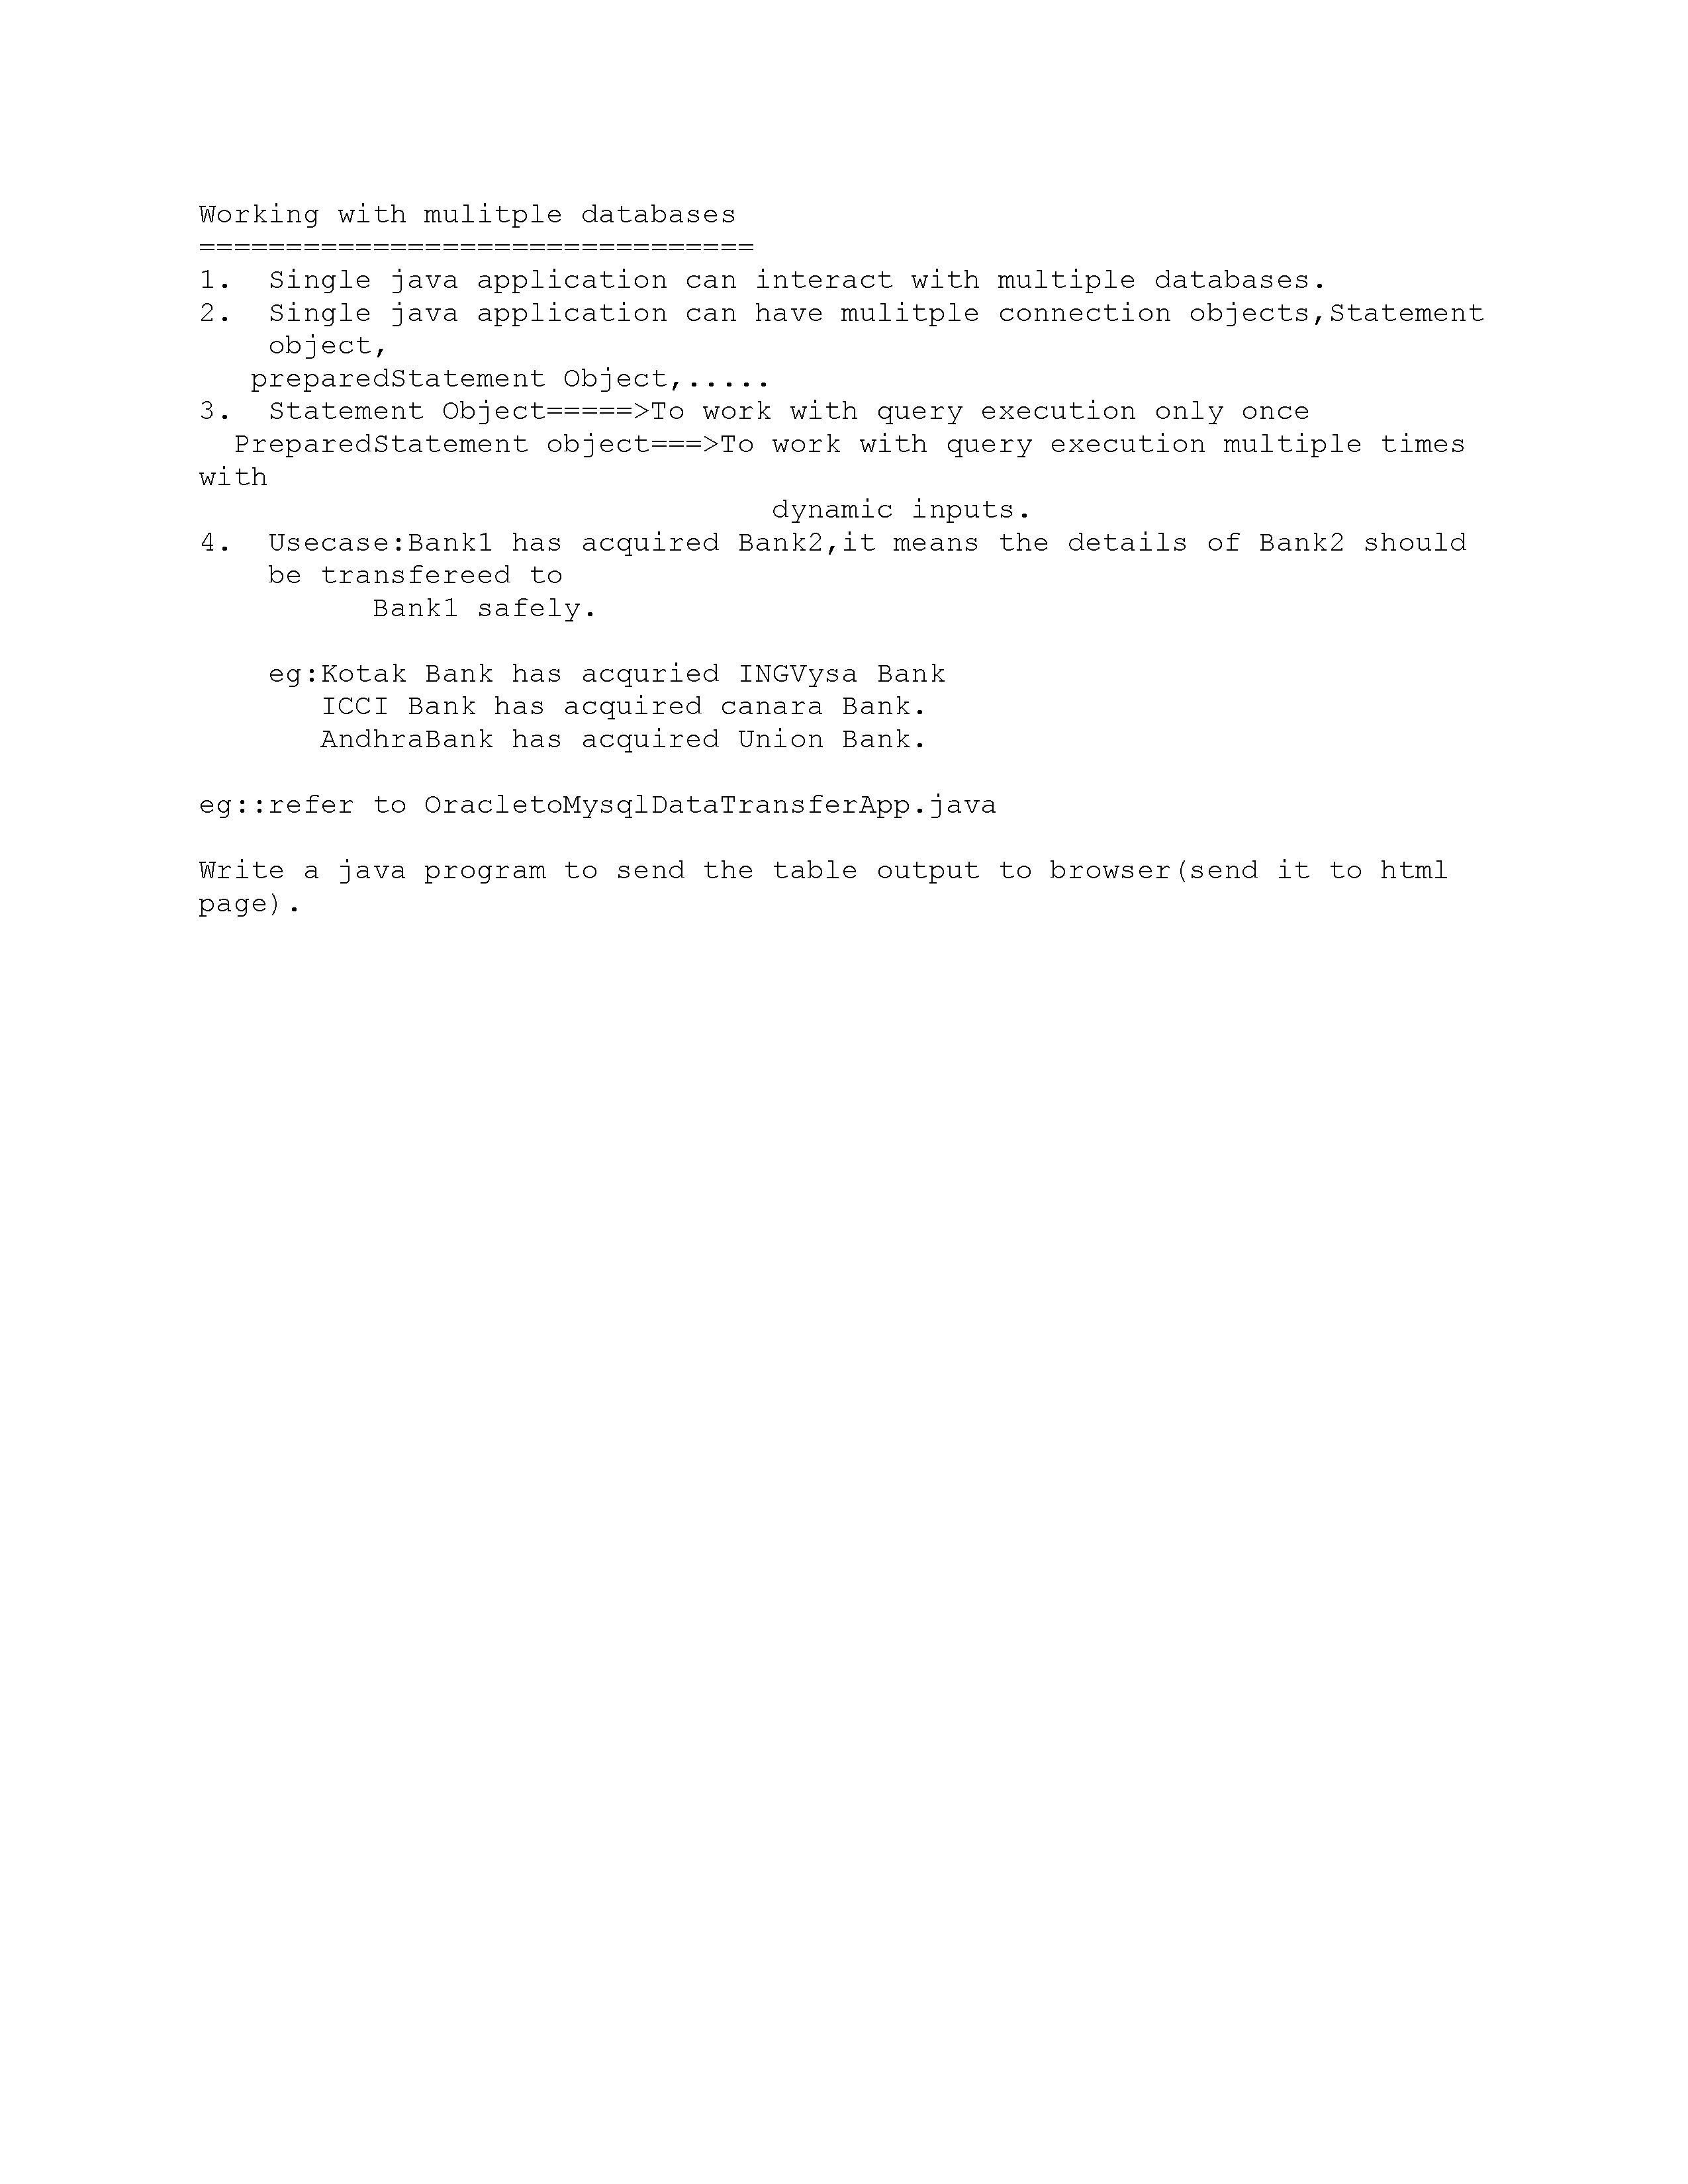 Working with mulitple databases
================================
1. Single java application can interact with multiple databases.
2. Single java application can have mulitple connection objects,Statement
object,
preparedStatement Object,.....
3. Statement Object=====>To work with query execution only once
PreparedStatement object===>To work with query execution multiple times
with
dynamic inputs.
4. Usecase:Bank1 has acquired Bank2,it means the details of Bank2 should
be transfereed to
Bank1 safely.
eg:Kotak Bank has acquried INGVysa Bank
ICCI Bank has acquired canara Bank.
AndhraBank has acquired Union Bank.
eg::refer to OracletoMysqlDataTransferApp.java
Write a java program to send the table output to browser(send it to html
page).